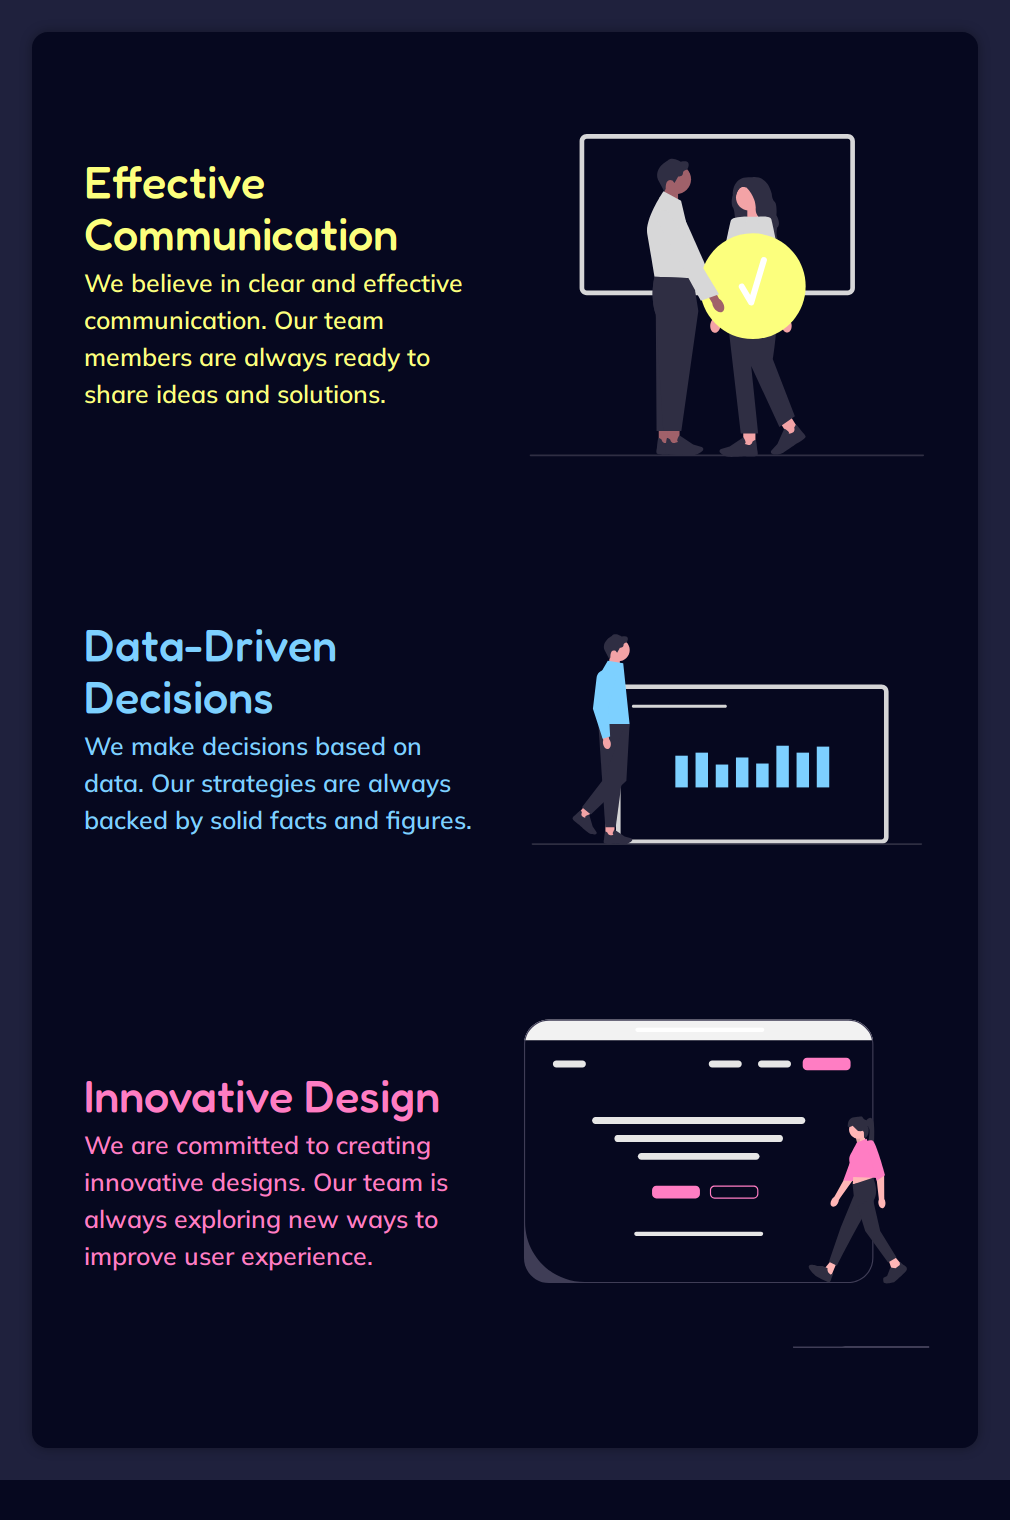 Effective
Communication
We believe in clear and effective
communication. Our team
members are always ready to
share ideas and solutions.
Data-Driven
Decisions
We make decisions based on
data. Our strategies are always
backed by solid facts and figures.
Innovative Design
We are committed to creating
innovative designs. Our team is
always exploring new ways to
improve user experience.